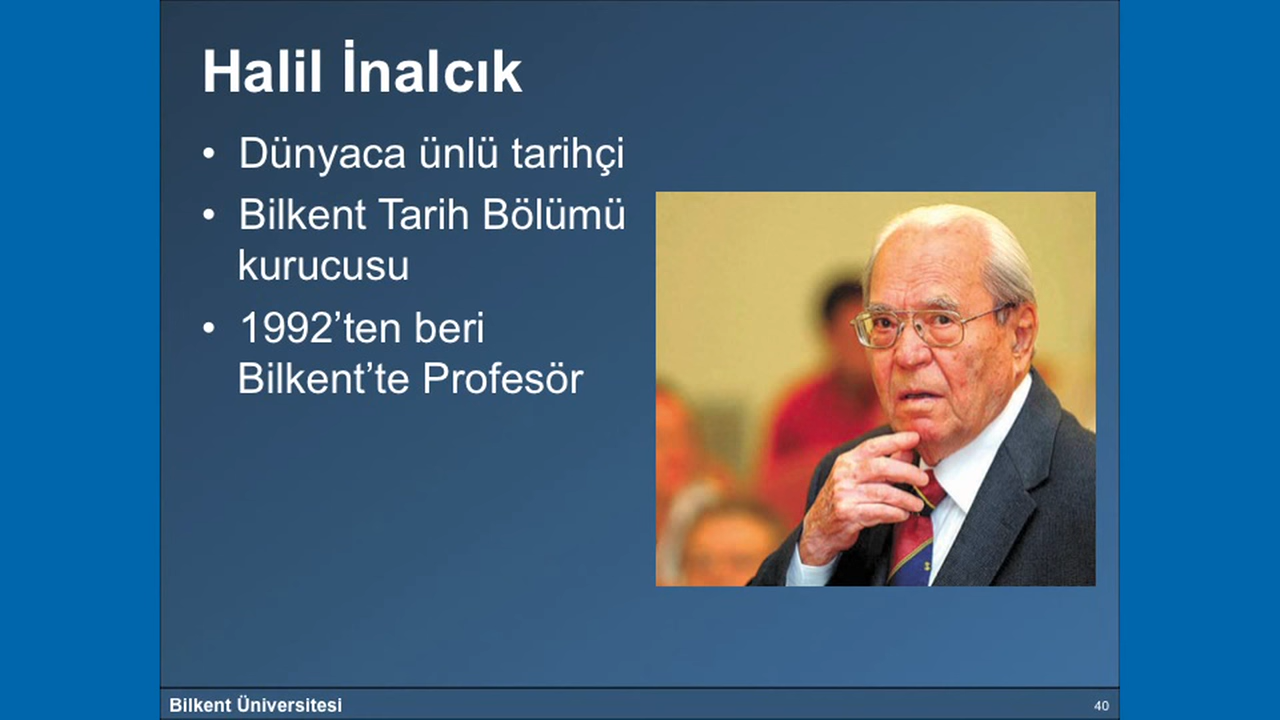 Halil İnalcık
• Dünyaca ünlü tarihçi
• Bilkent Tarih Bölümü
kurucusu
• 1992’ten beri
Bilkent’te Profesör
Bilkent Üniversitesi
40